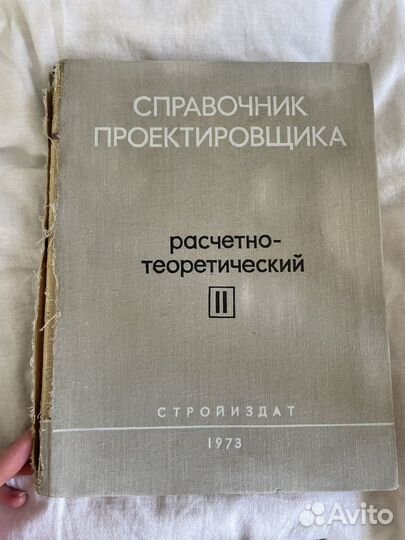 СПРАВОЧНИК
ПРОЕКТИРОВЩИКА
расчетно-
теоретический
II
СТРОЙИЗДАТ
1973
Avito